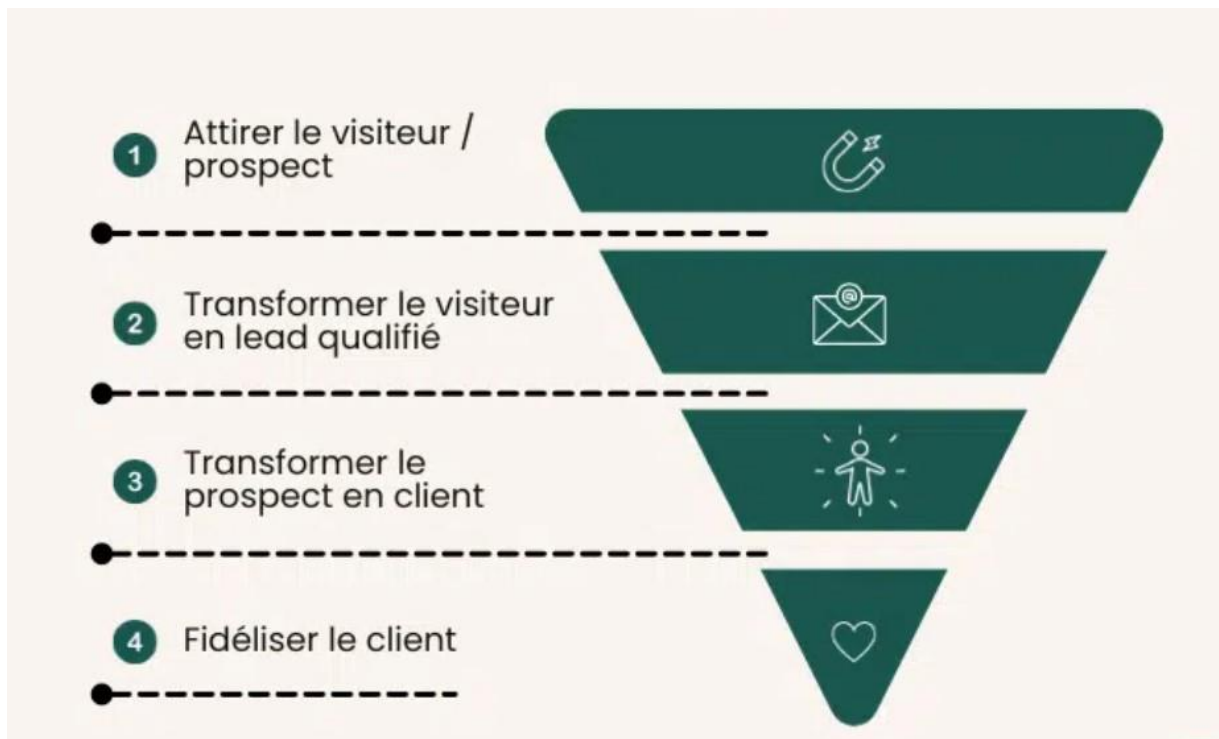 1
Attirer le visiteur /
prospect
2
Transformer le visiteur
en lead qualifié
3
Transformer le
prospect en client
4
Fidéliser le client
@